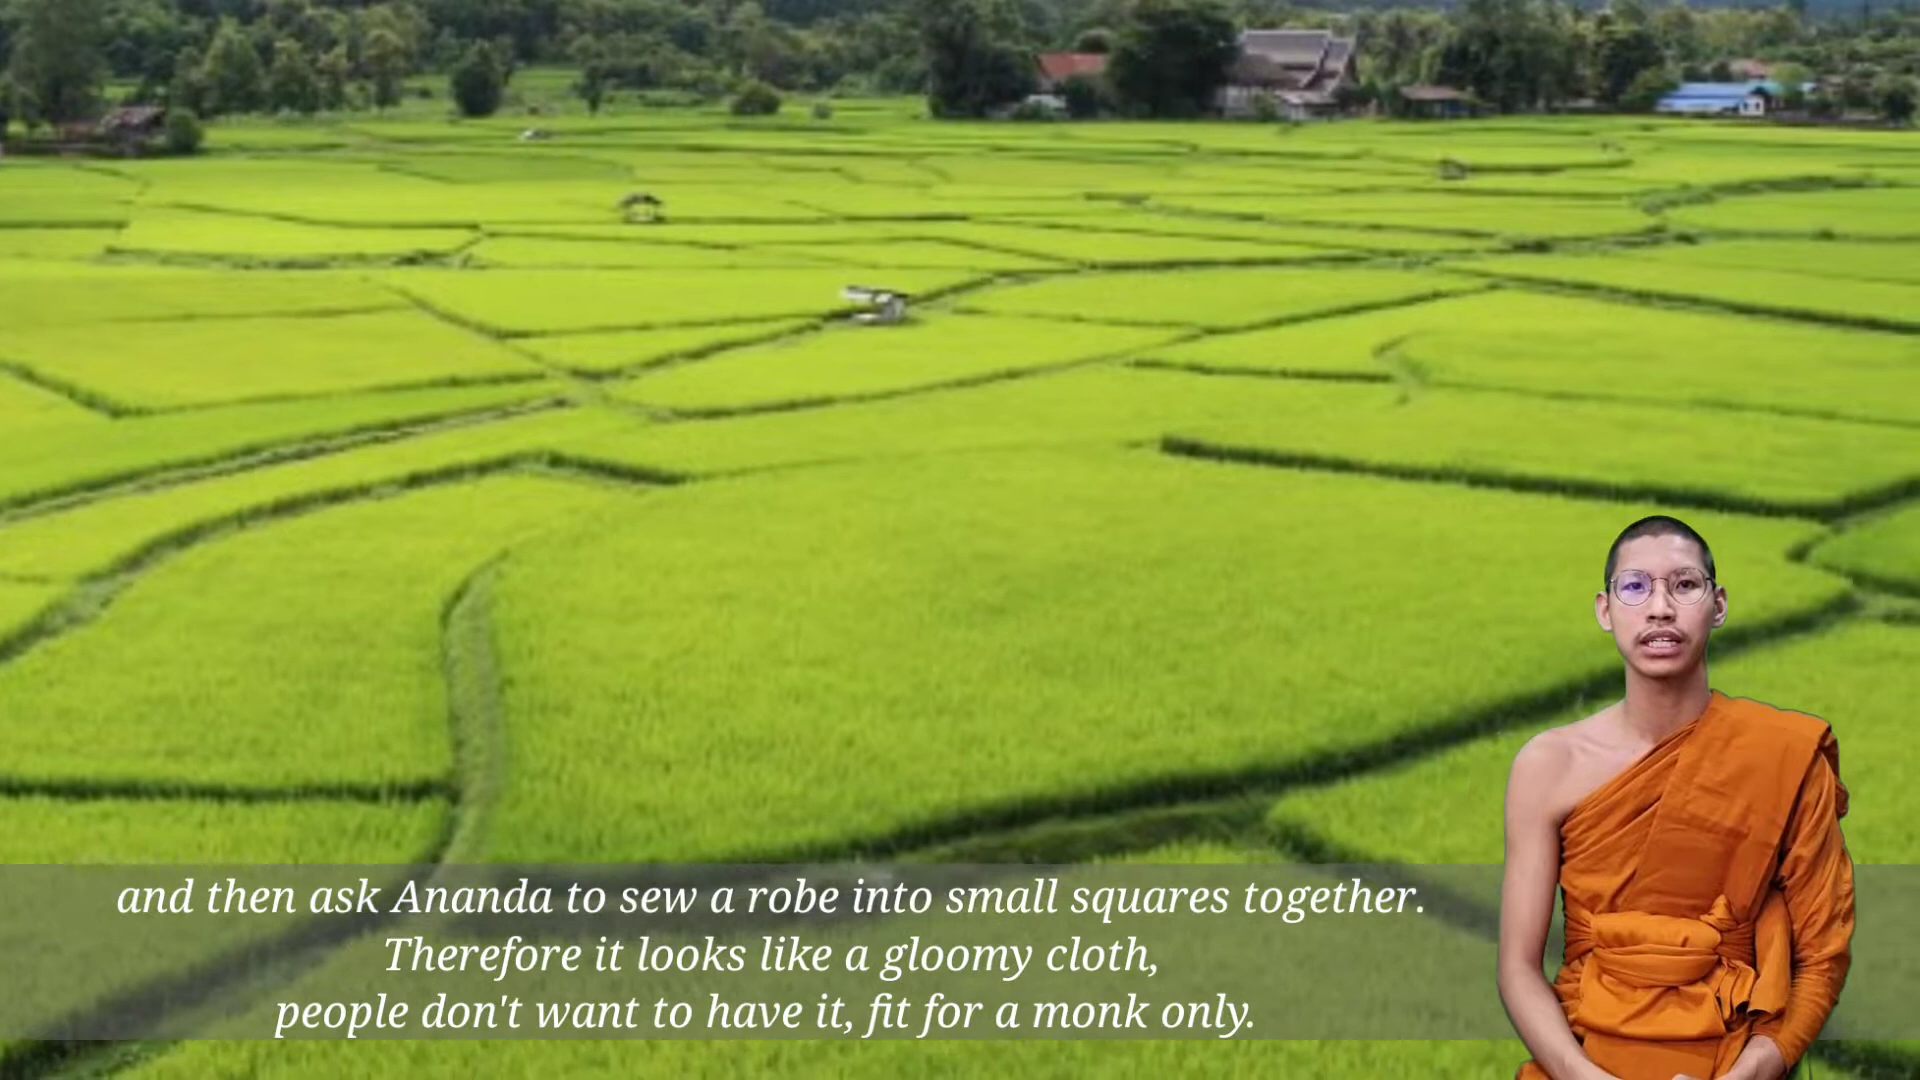 and then ask Ananda to sew a robe into small squares together.
Therefore it looks like a gloomy cloth,
people don't want to have it, fit for a monk only.